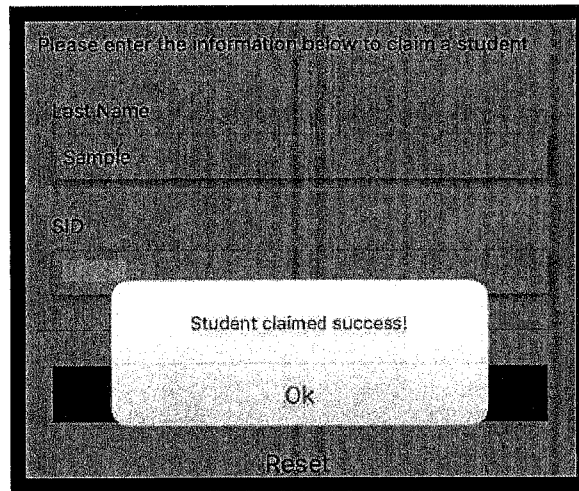 Please enter the information below to claim a student
Last Name
Sample
SID
Student claimed success!
Ok
Reset